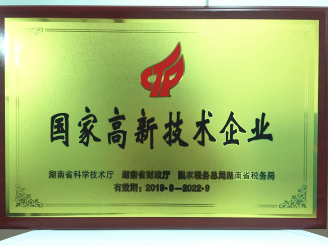 国家高新技术企业
湖南省科学技术厅 湖南省财政厅 国家税务总局湖南省税务局
有效期：2019·9—2022·9